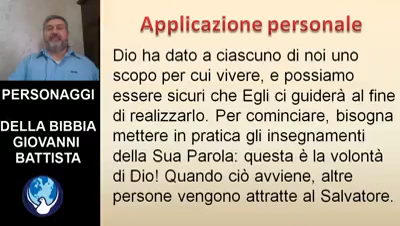 Applicazione personale
Dio ha dato a ciascuno di noi uno
scopo per cui vivere, e possiamo
essere sicuri che Egli ci guiderà al fine
di realizzarlo. Per cominciare, bisogna
mettere in pratica gli insegnamenti
della Sua Parola: questa è la volontà
di Dio! Quando ciò avviene, altre
persone vengono attratte al Salvatore.
PERSONAGGI
DELLA BIBBIA
GIOVANNI
BATTISTA